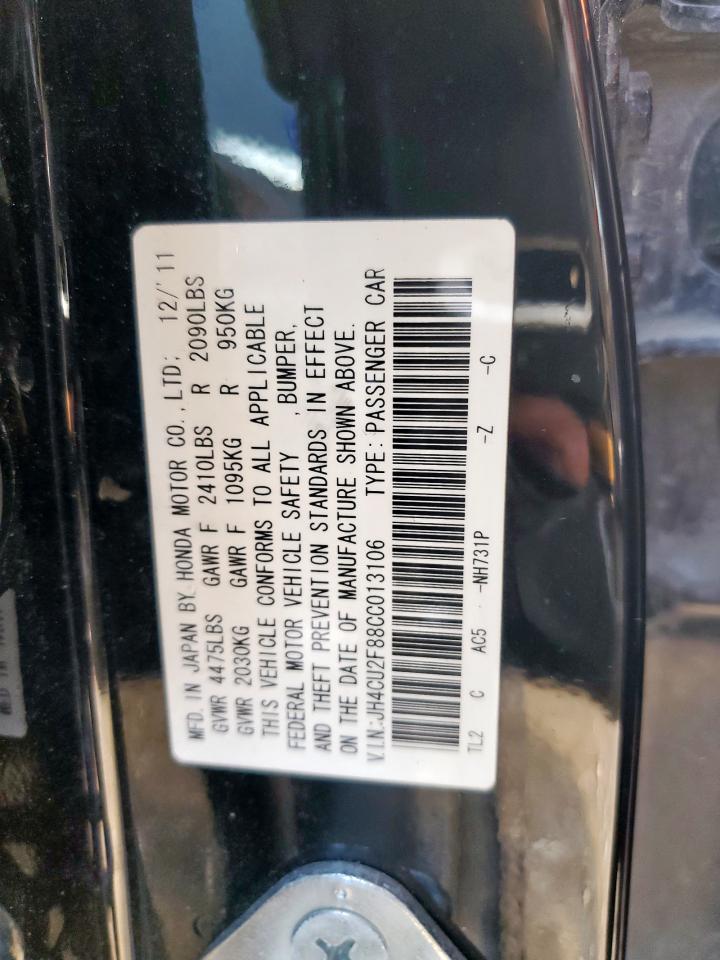 MFD. IN JAPAN BY HONDA MOTOR CO., LTD: 12/'11
GVWR 4475LBS GAWR F 2410LBS R 2090LBS
GVWR 2030KG GAWR F 1095KG R 950KG
THIS VEHICLE CONFORMS TO ALL APPLICABLE
FEDERAL MOTOR VEHICLE SAFETY ,BUMPER,
AND THEFT PREVENTION STANDARDS IN EFFECT
ON THE DATE OF MANUFACTURE SHOWN ABOVE.
V.I.N:JH4CU2F88CC013106 TYPE:PASSENGER CAR
TL2 C AC5 -NH731P -Z -C